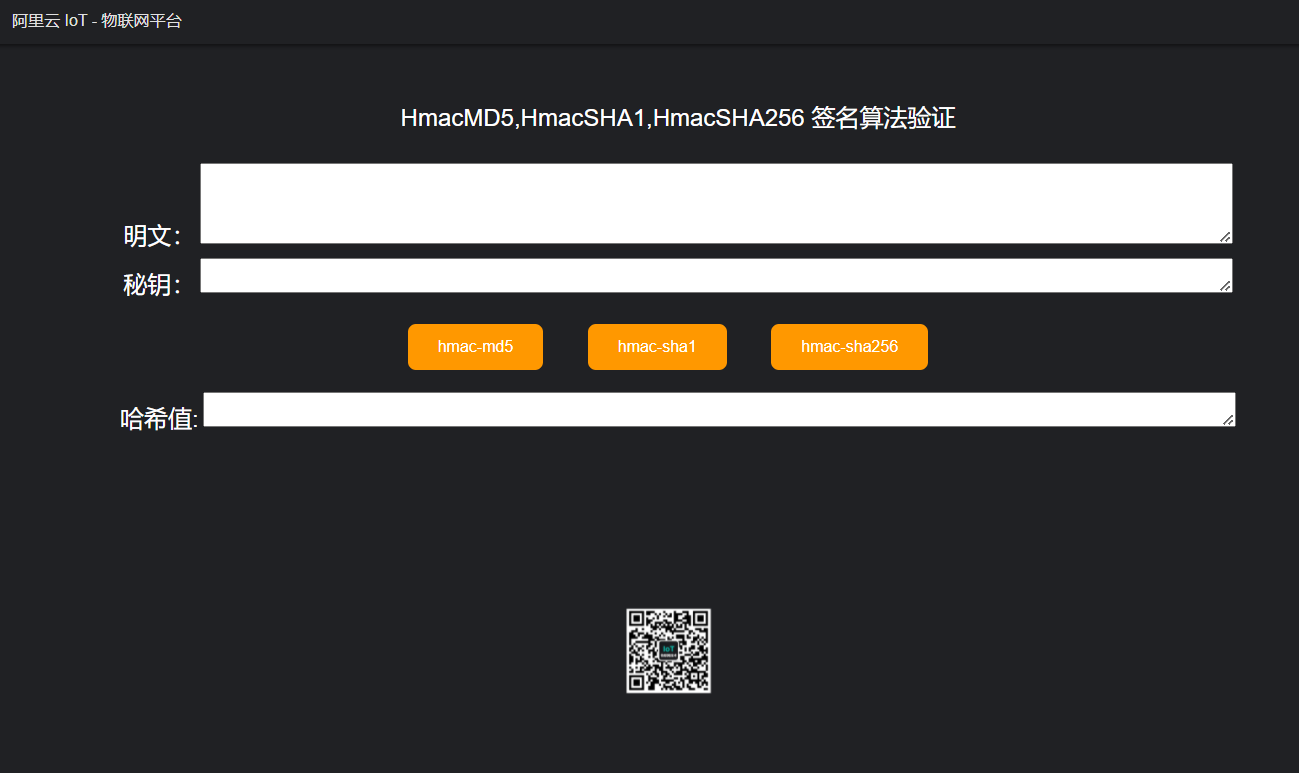 阿里云 IoT - 物联网平台
HmacMD5,HmacSHA1,HmacSHA256 签名算法验证
明文：
秘钥：
hmac-md5 hmac-sha1 hmac-sha256
哈希值:
IoT